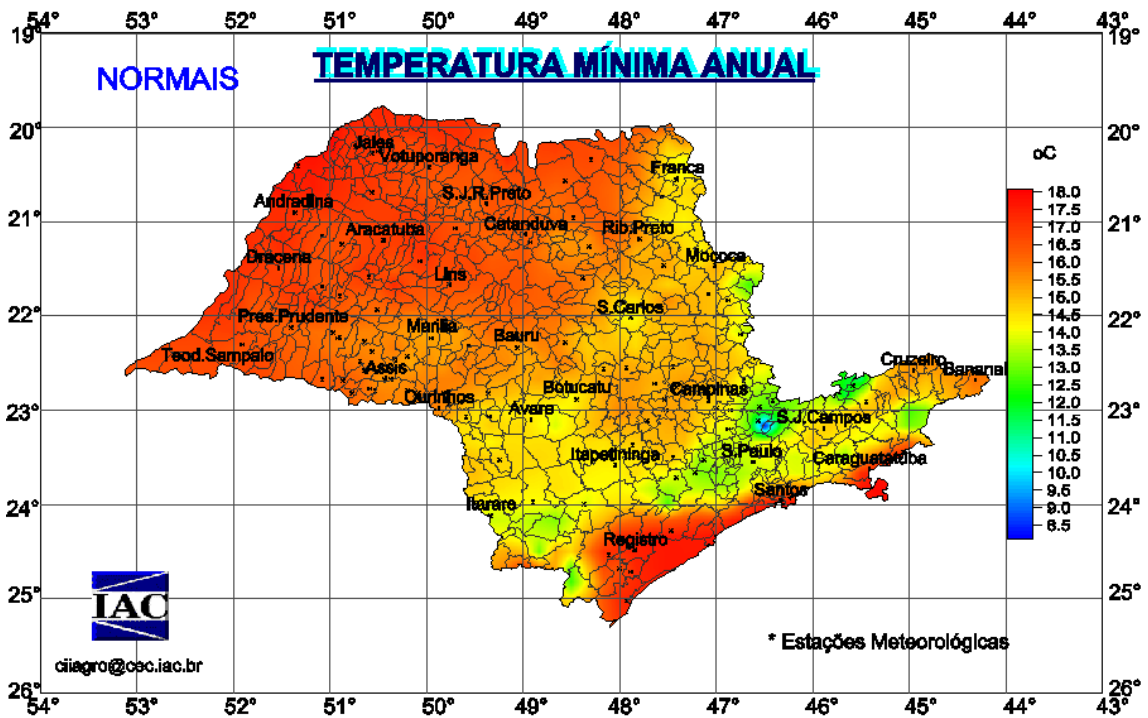 54° 53° 52° 51° 50° 49° 48° 47° 46° 45° 44° 43°
19° 19°
TEMPERATURA MÍNIMA ANUAL
NORMAIS
20° 20°
Jales
Votuporanga
oC
Franca
S.J.R.Preto
18.0
Andradina
17.5
21° 21°
Aracatuba
Catanduva
Rib.Preto
17.0
Dracena
Mococa
16.5
Lins
16.0
15.5
22° 22°
Pres.Prudente
S.Carlos
15.0
Marilia
Bauru
14.5
Teod.Sampaio
Assis
14.0
Cruzeiro
Bananal
13.5
Ourinhos
Botucatu
Campinas
13.0
23° 23°
Avare
S.J.Campos
12.5
12.0
Itapetininga
S.Paulo
11.5
Caraguatatuba
11.0
10.5
Santos
10.0
24° 24°
Itarare
9.5
9.0
8.5
Registro
25° 25°
IAC
* Estações Meteorológicas
ciiagro@cec.iac.br
26° 26°
54° 53° 52° 51° 50° 49° 48° 47° 46° 45° 44° 43°